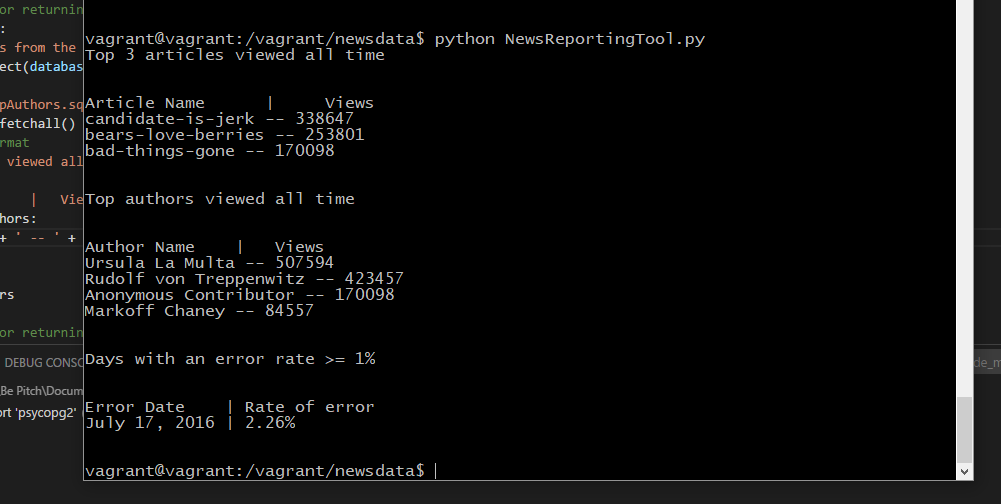 or returnin
:
s from the
ect(databas
pAuthors.sq
fetchall()
rmat
viewed all
| Vie
hors:
+ ' -- ' +
rs
or returnin
DEBUG CONSC
Be Pitch\Docum
ort 'psycopg2'
vagrant@vagrant:/vagrant/newsdata$ python NewsReportingTool.py
Top 3 articles viewed all time
Article Name | Views
candidate-is-jerk -- 338647
bears-love-berries -- 253801
bad-things-gone -- 170098
Top authors viewed all time
Author Name | Views
Ursula La Multa -- 507594
Rudolf von Treppenwitz -- 423457
Anonymous Contributor -- 170098
Markoff Chaney -- 84557
Days with an error rate >= 1%
Error Date | Rate of error
July 17, 2016 | 2.26%
vagrant@vagrant:/vagrant/newsdata$
de_m